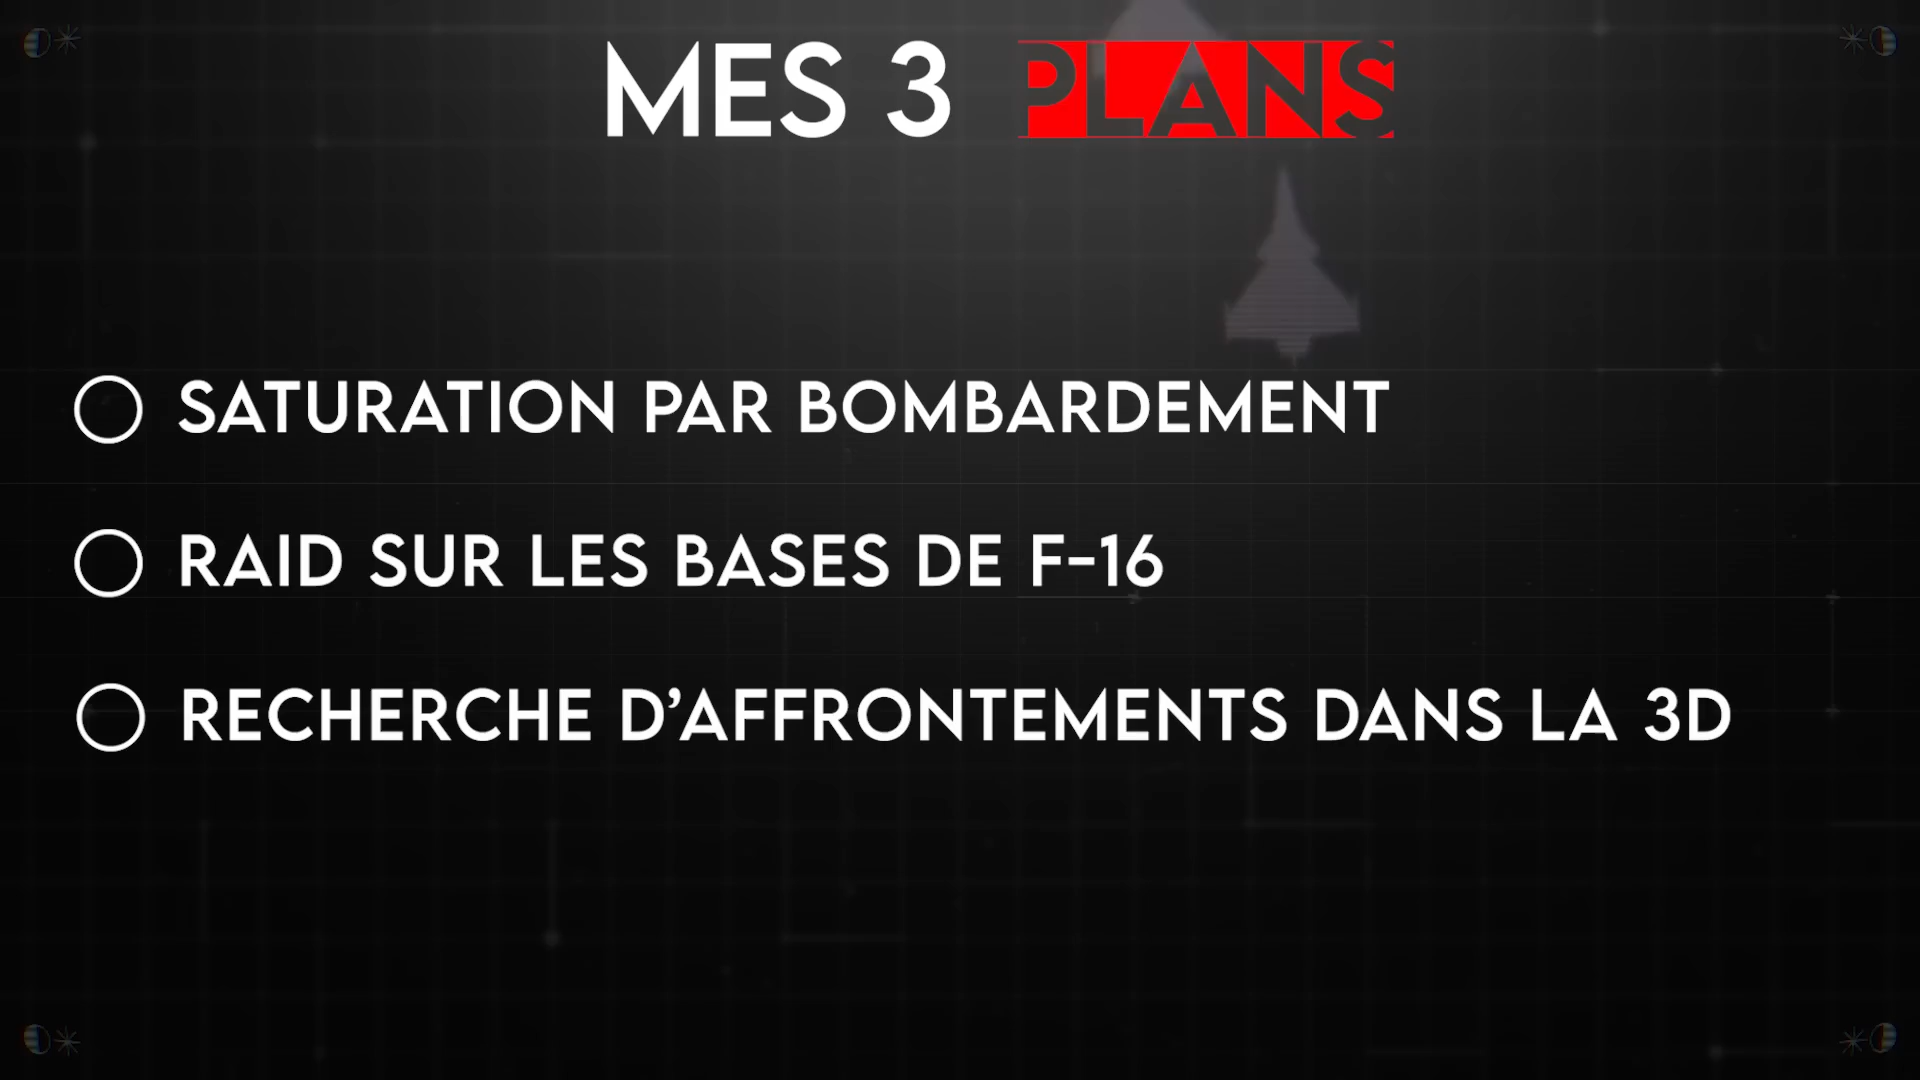 MES 3 PLANS
SATURATION PAR BOMBARDEMENT
RAID SUR LES BASES DE F-16
RECHERCHE D’AFFRONTEMENTS DANS LA 3D